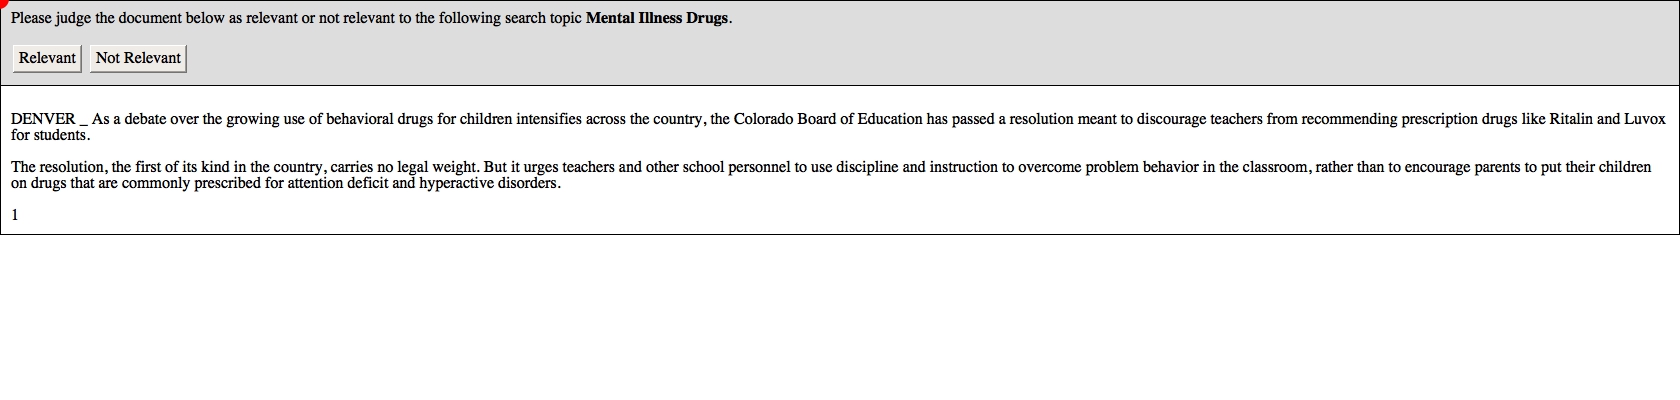 Please judge the document below as relevant or not relevant to the following search topic Mental Illness Drugs.
Relevant Not Relevant
DENVER _ As a debate over the growing use of behavioral drugs for children intensifies across the country, the Colorado Board of Education has passed a resolution meant to discourage teachers from recommending prescription drugs like Ritalin and Luvox
for students.
The resolution, the first of its kind in the country, carries no legal weight. But it urges teachers and other school personnel to use discipline and instruction to overcome problem behavior in the classroom, rather than to encourage parents to put their children
on drugs that are commonly prescribed for attention deficit and hyperactive disorders.
1